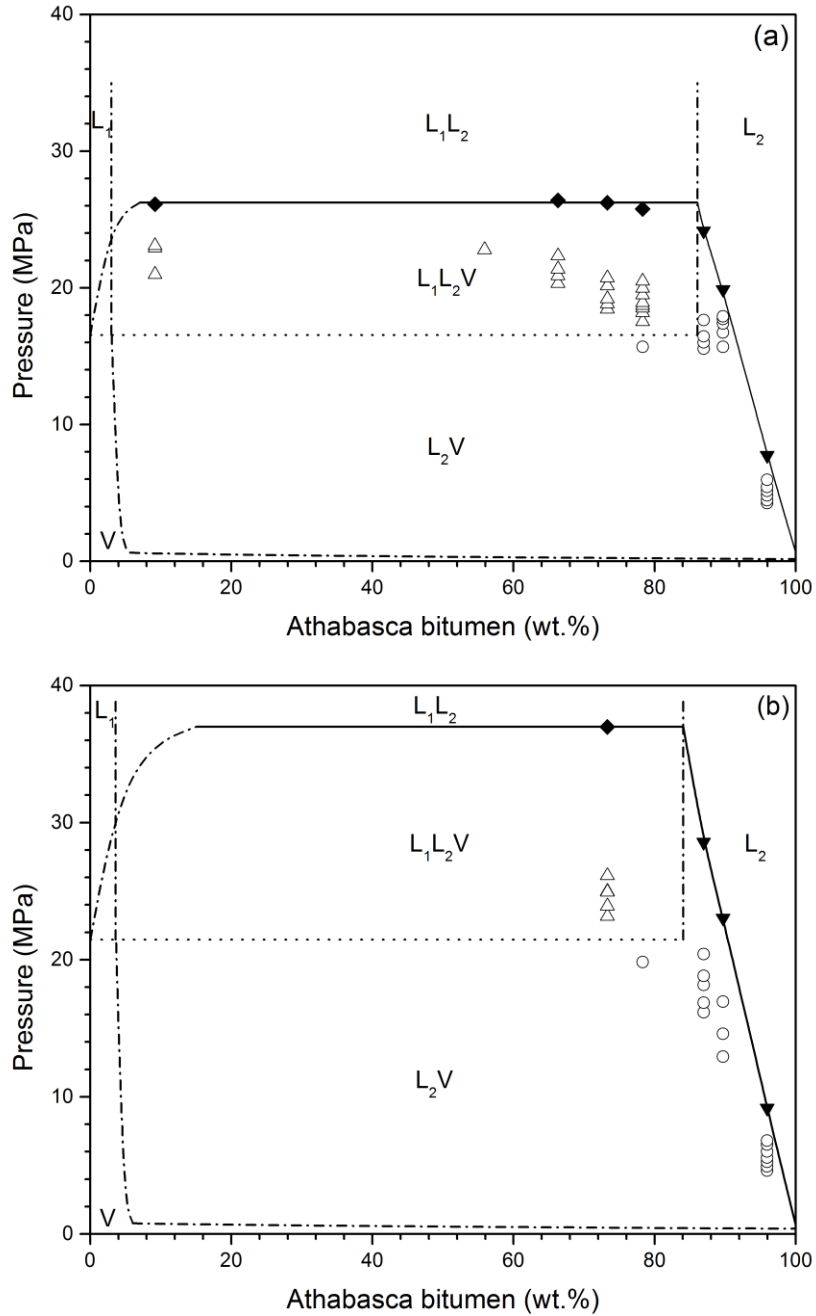 (a)
40
L₁
L₁L₂
L₂
30
L₁L₂V
20
Pressure (MPa)
10
L₂V
V
0
0 20 40 60 80 100
Athabasca bitumen (wt.%)
40
L₁
L₁L₂
(b)
30
L₁L₂V
L₂
20
Pressure (MPa)
10
L₂V
V
0
0 20 40 60 80 100
Athabasca bitumen (wt.%)